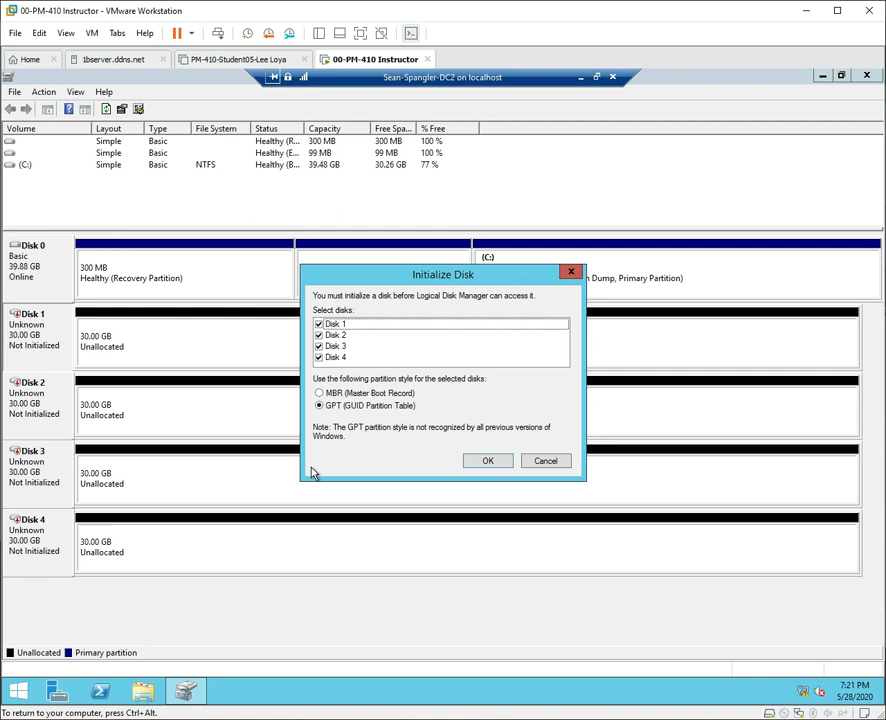 00-PM-410 Instructor - VMware Workstation
File Edit View VM Tabs Help
Home 1bserver.ddns.net PM-410-Student05-Lee Loya 00-PM-410 Instructor
Sean-Spangler-DC2 on localhost
File Action View Help
Volume Layout Type File System Status Capacity Free Spa... % Free
Simple Basic Healthy (R... 300 MB 300 MB 100 %
Simple Basic Healthy (E... 99 MB 99 MB 100 %
(C:) Simple Basic NTFS Healthy (B... 39.48 GB 30.26 GB 77 %
Disk 0
Basic
39.88 GB
Online
300 MB
Healthy (Recovery Partition)
(C:)
Dump, Primary Partition)
Disk 1
Unknown
30.00 GB
Not Initialized
30.00 GB
Unallocated
Disk 2
Unknown
30.00 GB
Not Initialized
30.00 GB
Unallocated
Disk 3
Unknown
30.00 GB
Not Initialized
30.00 GB
Unallocated
Disk 4
Unknown
30.00 GB
Not Initialized
30.00 GB
Unallocated
Initialize Disk
You must initialize a disk before Logical Disk Manager can access it.
Select disks:
Disk 1
Disk 2
Disk 3
Disk 4
Use the following partition style for the selected disks:
MBR (Master Boot Record)
GPT (GUID Partition Table)
Note: The GPT partition style is not recognized by all previous versions of
Windows.
OK Cancel
Unallocated Primary partition
7:21 PM
5/28/2020
To return to your computer, press Ctrl+Alt.